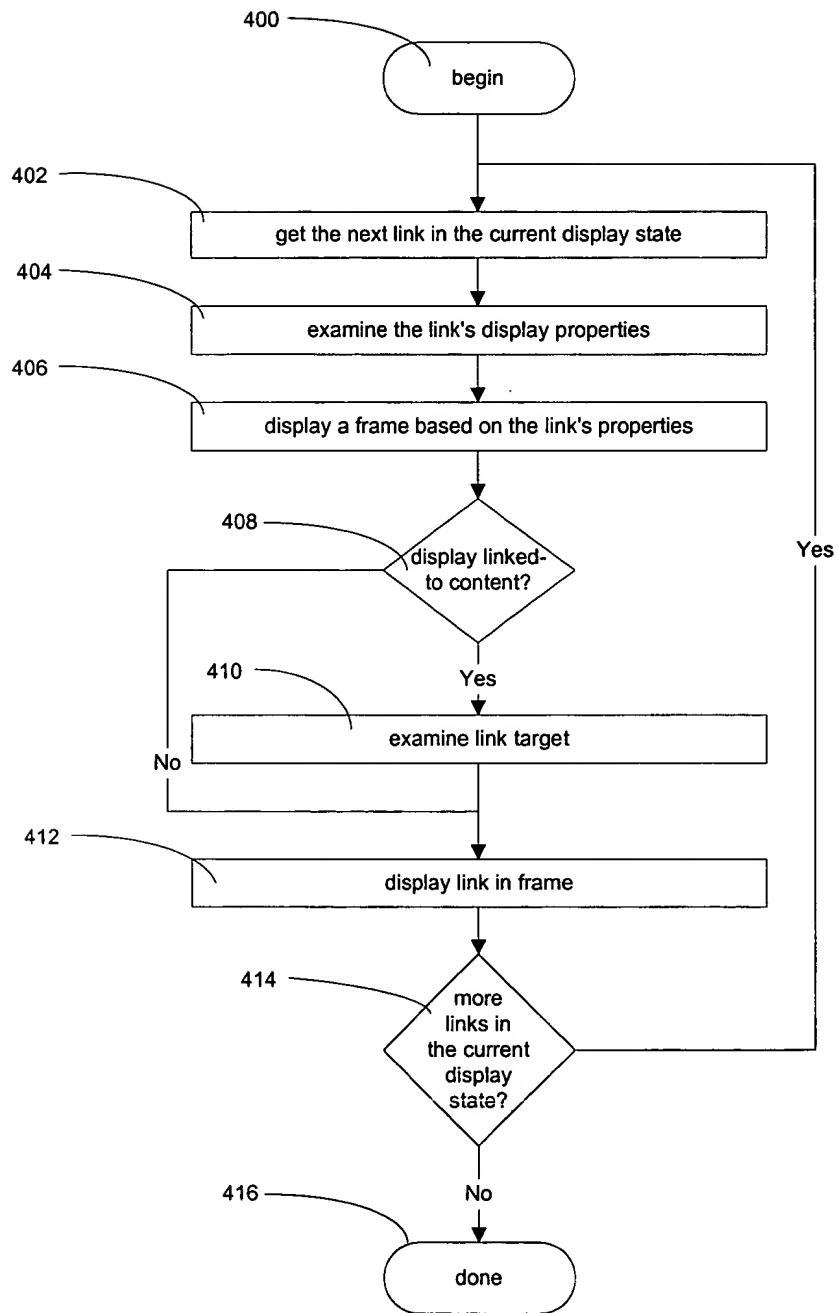 400
begin
402
get the next link in the current display state
404
examine the link's display properties
406
display a frame based on the link's properties
408
display linked-
to content?
Yes
Yes
410
examine link target
No
412
display link in frame
414
more
links in
the current
display
state?
No
416
done